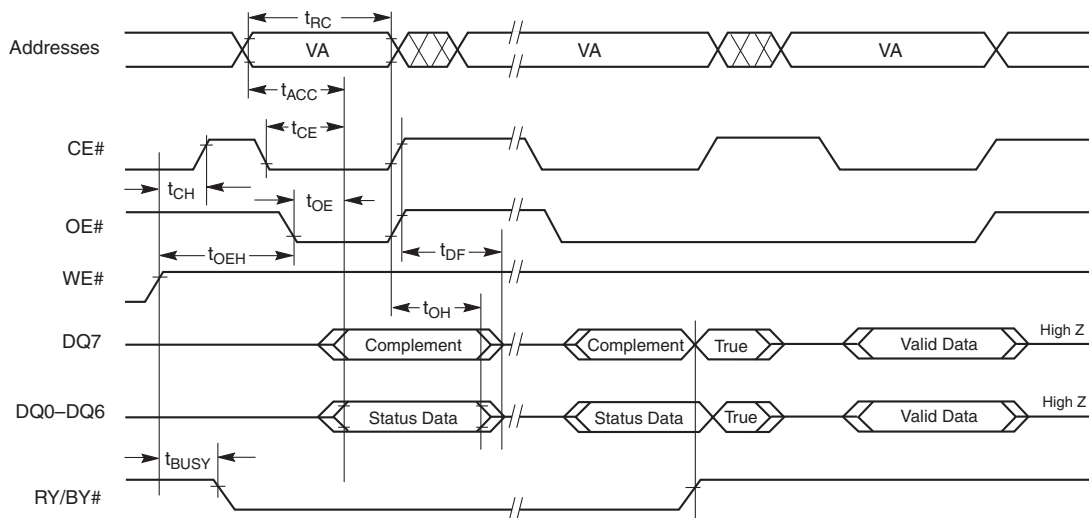 tRC
Addresses VA VA VA
tACC
tCE
CE#
tCH
tOE
OE#
tOEH tDF
WE#
tOH
DQ7 Complement Complement True Valid Data High Z
DQ0–DQ6 Status Data Status Data True Valid Data High Z
tBUSY
RY/BY#